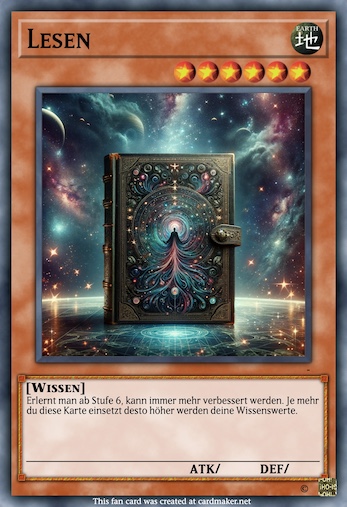 Lesen
EARTH
地
[Wissen]
Erlernt man ab Stufe 6, kann immer mehr verbessert werden. Je mehr
du diese Karte einsetzt desto höher werden deine Wissenswerte.
ATK/ DEF/
©
This fan card was created at cardmaker.net